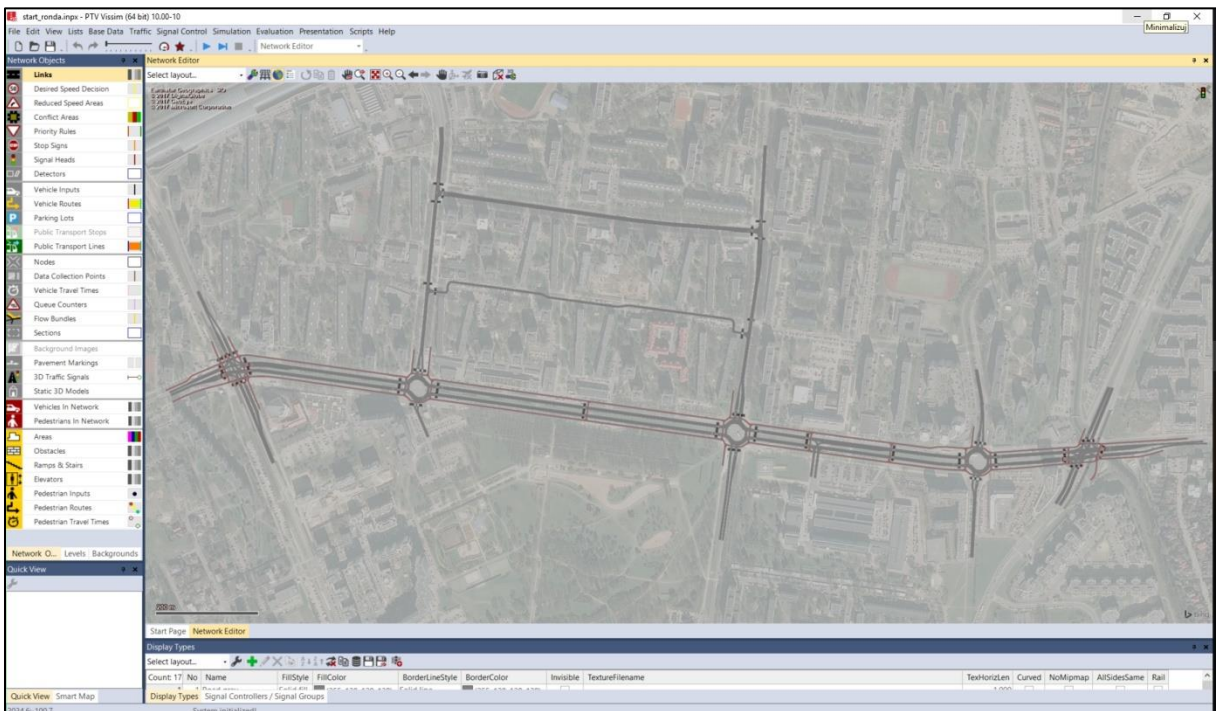 start_ronda.inpx - PTV Vissim (64 bit) 10.00-10
Minimalizuj
File Edit View Lists Base Data Traffic Signal Control Simulation Evaluation Presentation Scripts Help
Network Editor
Network Objects
Network Editor
Select layout...
Links
Desired Speed Decision
Reduced Speed Areas
Conflict Areas
Priority Rules
Stop Signs
Signal Heads
Detectors
Vehicle Inputs
Vehicle Routes
Parking Lots
Public Transport Stops
Public Transport Lines
Nodes
Data Collection Points
Vehicle Travel Times
Queue Counters
Flow Bundles
Sections
Background Images
Pavement Markings
3D Traffic Signals
Static 3D Models
Vehicles In Network
Pedestrians In Network
Areas
Obstacles
Ramps & Stairs
Elevators
Pedestrian Inputs
Pedestrian Routes
Pedestrian Travel Times
© 2017 DigitalGlobe
© 2017 GeoEye
© 2017 Microsoft Corporation
200 m
Network O... Levels Backgrounds
Quick View
Start Page Network Editor
Display Types
Select layout...
Count: 17 No Name FillStyle FillColor BorderLineStyle BorderColor Invisible TextureFilename TexHorizLen Curved NoMipmap AllSidesSame Rail
Quick View Smart Map
Display Types Signal Controllers / Signal Groups